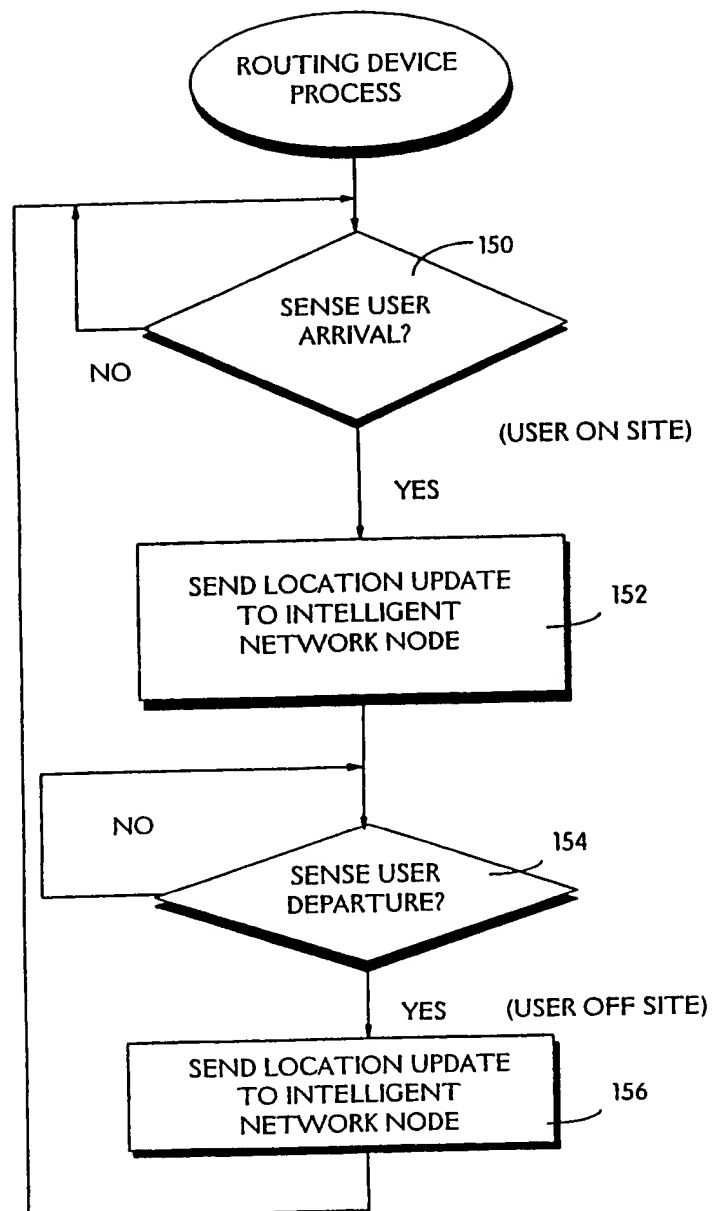 ROUTING DEVICE
PROCESS
150
SENSE USER
ARRIVAL?
NO
(USER ON SITE)
YES
SEND LOCATION UPDATE
TO INTELLIGENT
NETWORK NODE
152
NO
154
SENSE USER
DEPARTURE?
YES
(USER OFF SITE)
SEND LOCATION UPDATE
TO INTELLIGENT
NETWORK NODE
156